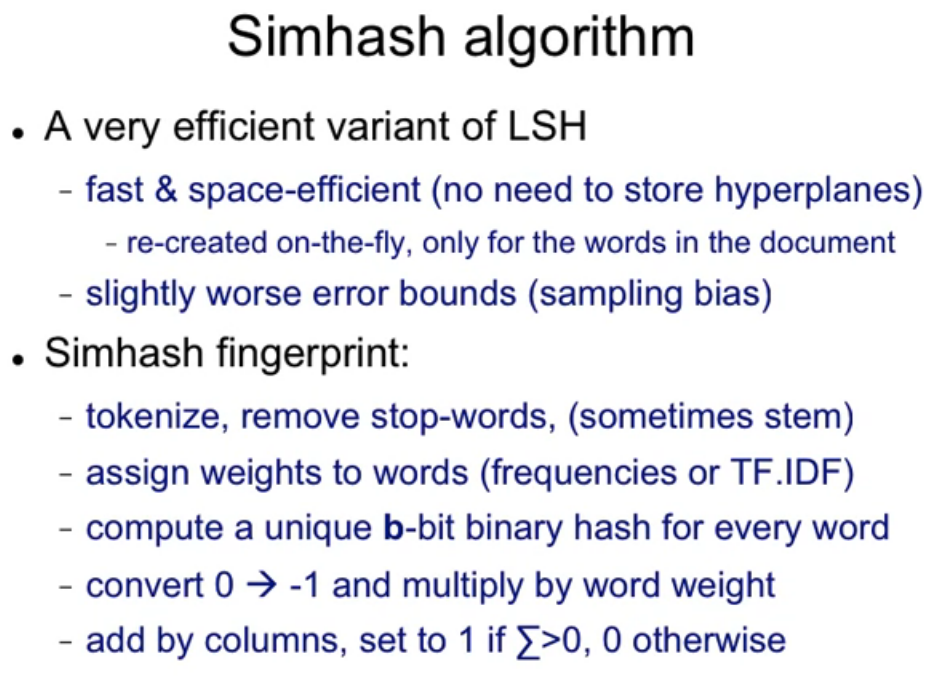 Simhash algorithm
• A very efficient variant of LSH
– fast & space-efficient (no need to store hyperplanes)
– re-created on-the-fly, only for the words in the document
– slightly worse error bounds (sampling bias)
• Simhash fingerprint:
– tokenize, remove stop-words, (sometimes stem)
– assign weights to words (frequencies or TF.IDF)
– compute a unique b-bit binary hash for every word
– convert 0 → -1 and multiply by word weight
– add by columns, set to 1 if ∑>0, 0 otherwise